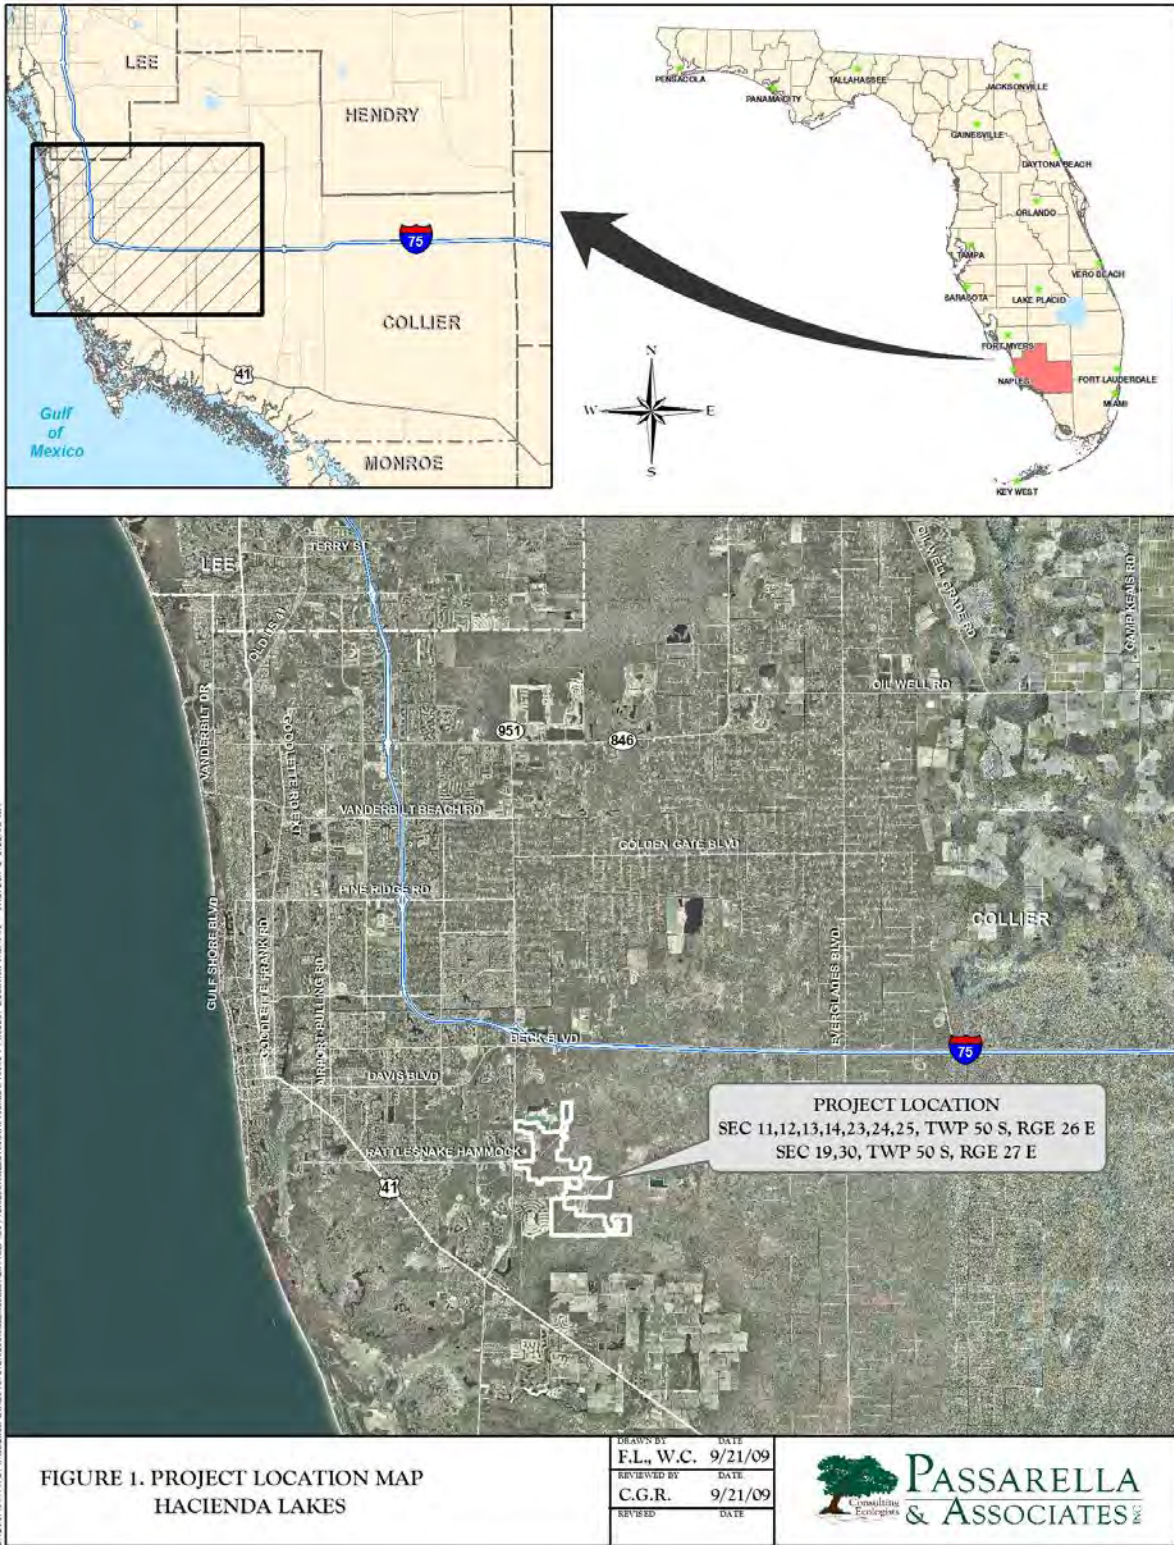 LEE
HENDRY
75
COLLIER
41
Gulf
of
Mexico
MONROE
PENSACOLA
TALLAHASSEE
PANAMA CITY
JACKSONVILLE
GAINESVILLE
DAYTONA BEACH
ORLANDO
TAMPA
VERO BEACH
SARASOTA
LAKE PLACID
FORT MYERS
NAPLES
FORT LAUDERDALE
MIAMI
KEY WEST
N
W
E
S
TERRY ST
LEE
OLD US 41
OIL WELL GRADE RD
CAMP KEAIS RD
OIL WELL RD
VANDERBILT DR
GOODLETTE RD EXT
951
846
VANDERBILT BEACH RD
GOLDEN GATE BLVD
PINE RIDGE RD
COLLIER
GULF SHORE BLVD
GOODLETTE-FRANK RD
AIRPORT PULLING RD
EVERGLADES BLVD
BECK BLVD
75
DAVIS BLVD
PROJECT LOCATION
SEC 11,12,13,14,23,24,25, TWP 50 S, RGE 26 E
SEC 19,30, TWP 50 S, RGE 27 E
RATTLESNAKE HAMMOCK
41
FIGURE 1. PROJECT LOCATION MAP
HACIENDA LAKES
DRAWN BY DATE
F.L., W.C. 9/21/09
REVIEWED BY DATE
C.G.R. 9/21/09
REVISED DATE
Consulting
Ecologists
PASSARELLA
& ASSOCIATES INC